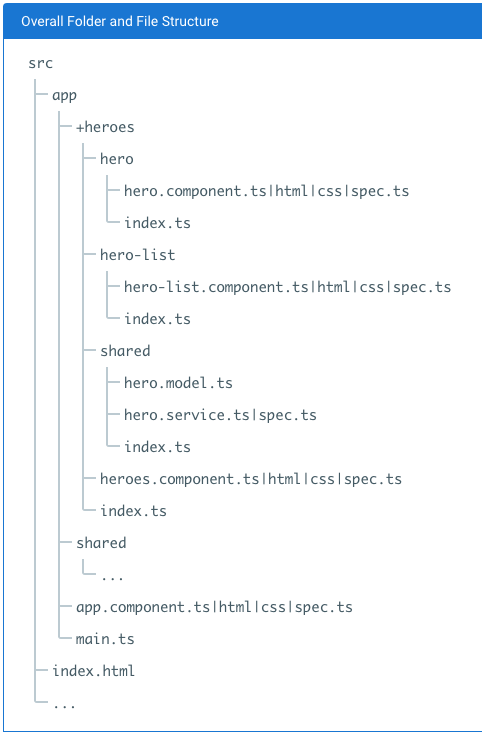 Overall Folder and File Structure
src
app
+heroes
hero
hero.component.ts|html|css|spec.ts
index.ts
hero-list
hero-list.component.ts|html|css|spec.ts
index.ts
shared
hero.model.ts
hero.service.ts|spec.ts
index.ts
heroes.component.ts|html|css|spec.ts
index.ts
shared
...
app.component.ts|html|css|spec.ts
main.ts
index.html
...